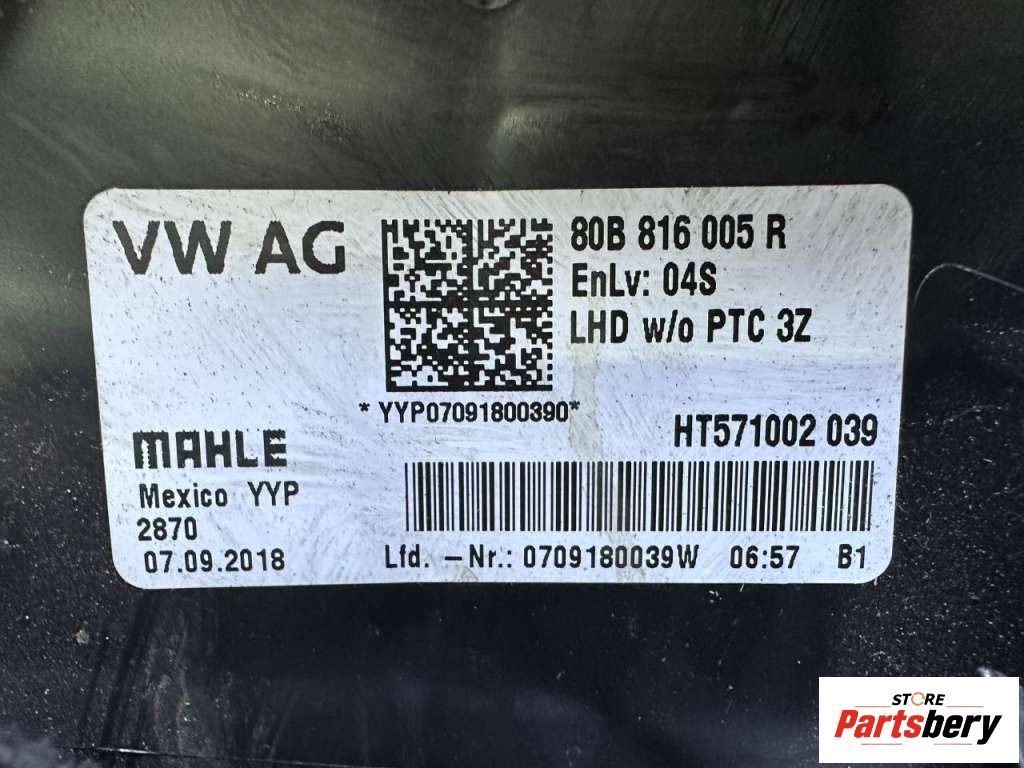 VW AG
80B 816 005 R
EnLv: 04S
LHD w/o PTC 3Z
* YYP07091800390*
HT571002 039
MAHLE
Mexico YYP
2870
07.09.2018
Lfd. -Nr.: 0709180039W 06:57 B1
STORE
Partsbery